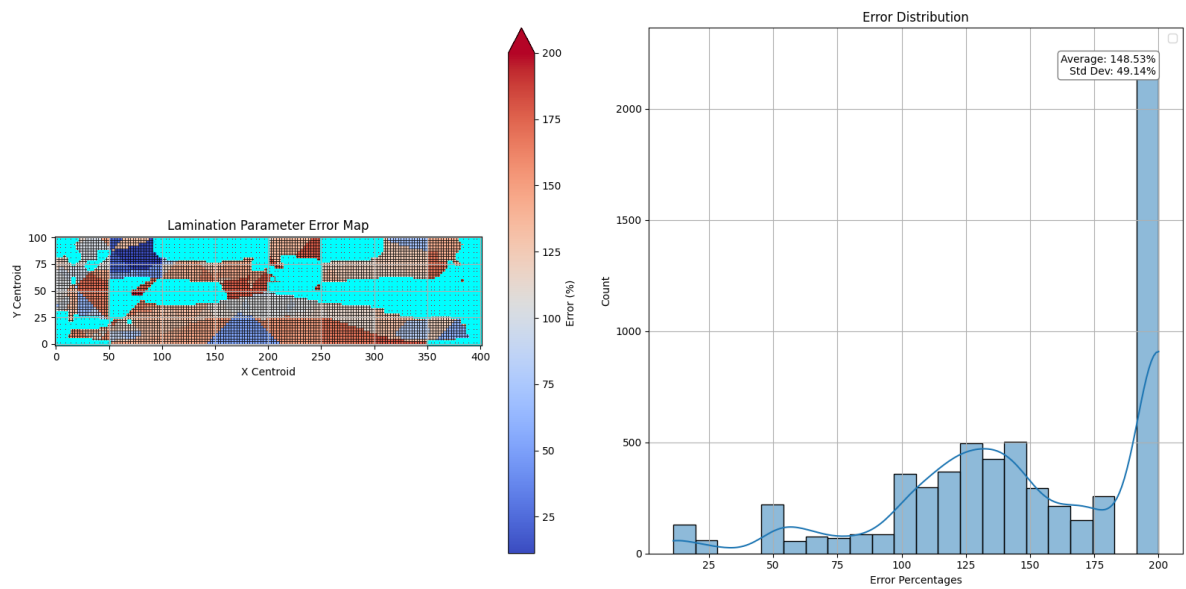 Lamination Parameter Error Map
100
75
50
25
0
Y Centroid
0 50 100 150 200 250 300 350 400
X Centroid
200
175
150
125
100
75
50
25
Error (%)
Error Distribution
Average: 148.53%
Std Dev: 49.14%
2000
1500
1000
500
0
Count
25 50 75 100 125 150 175 200
Error Percentages